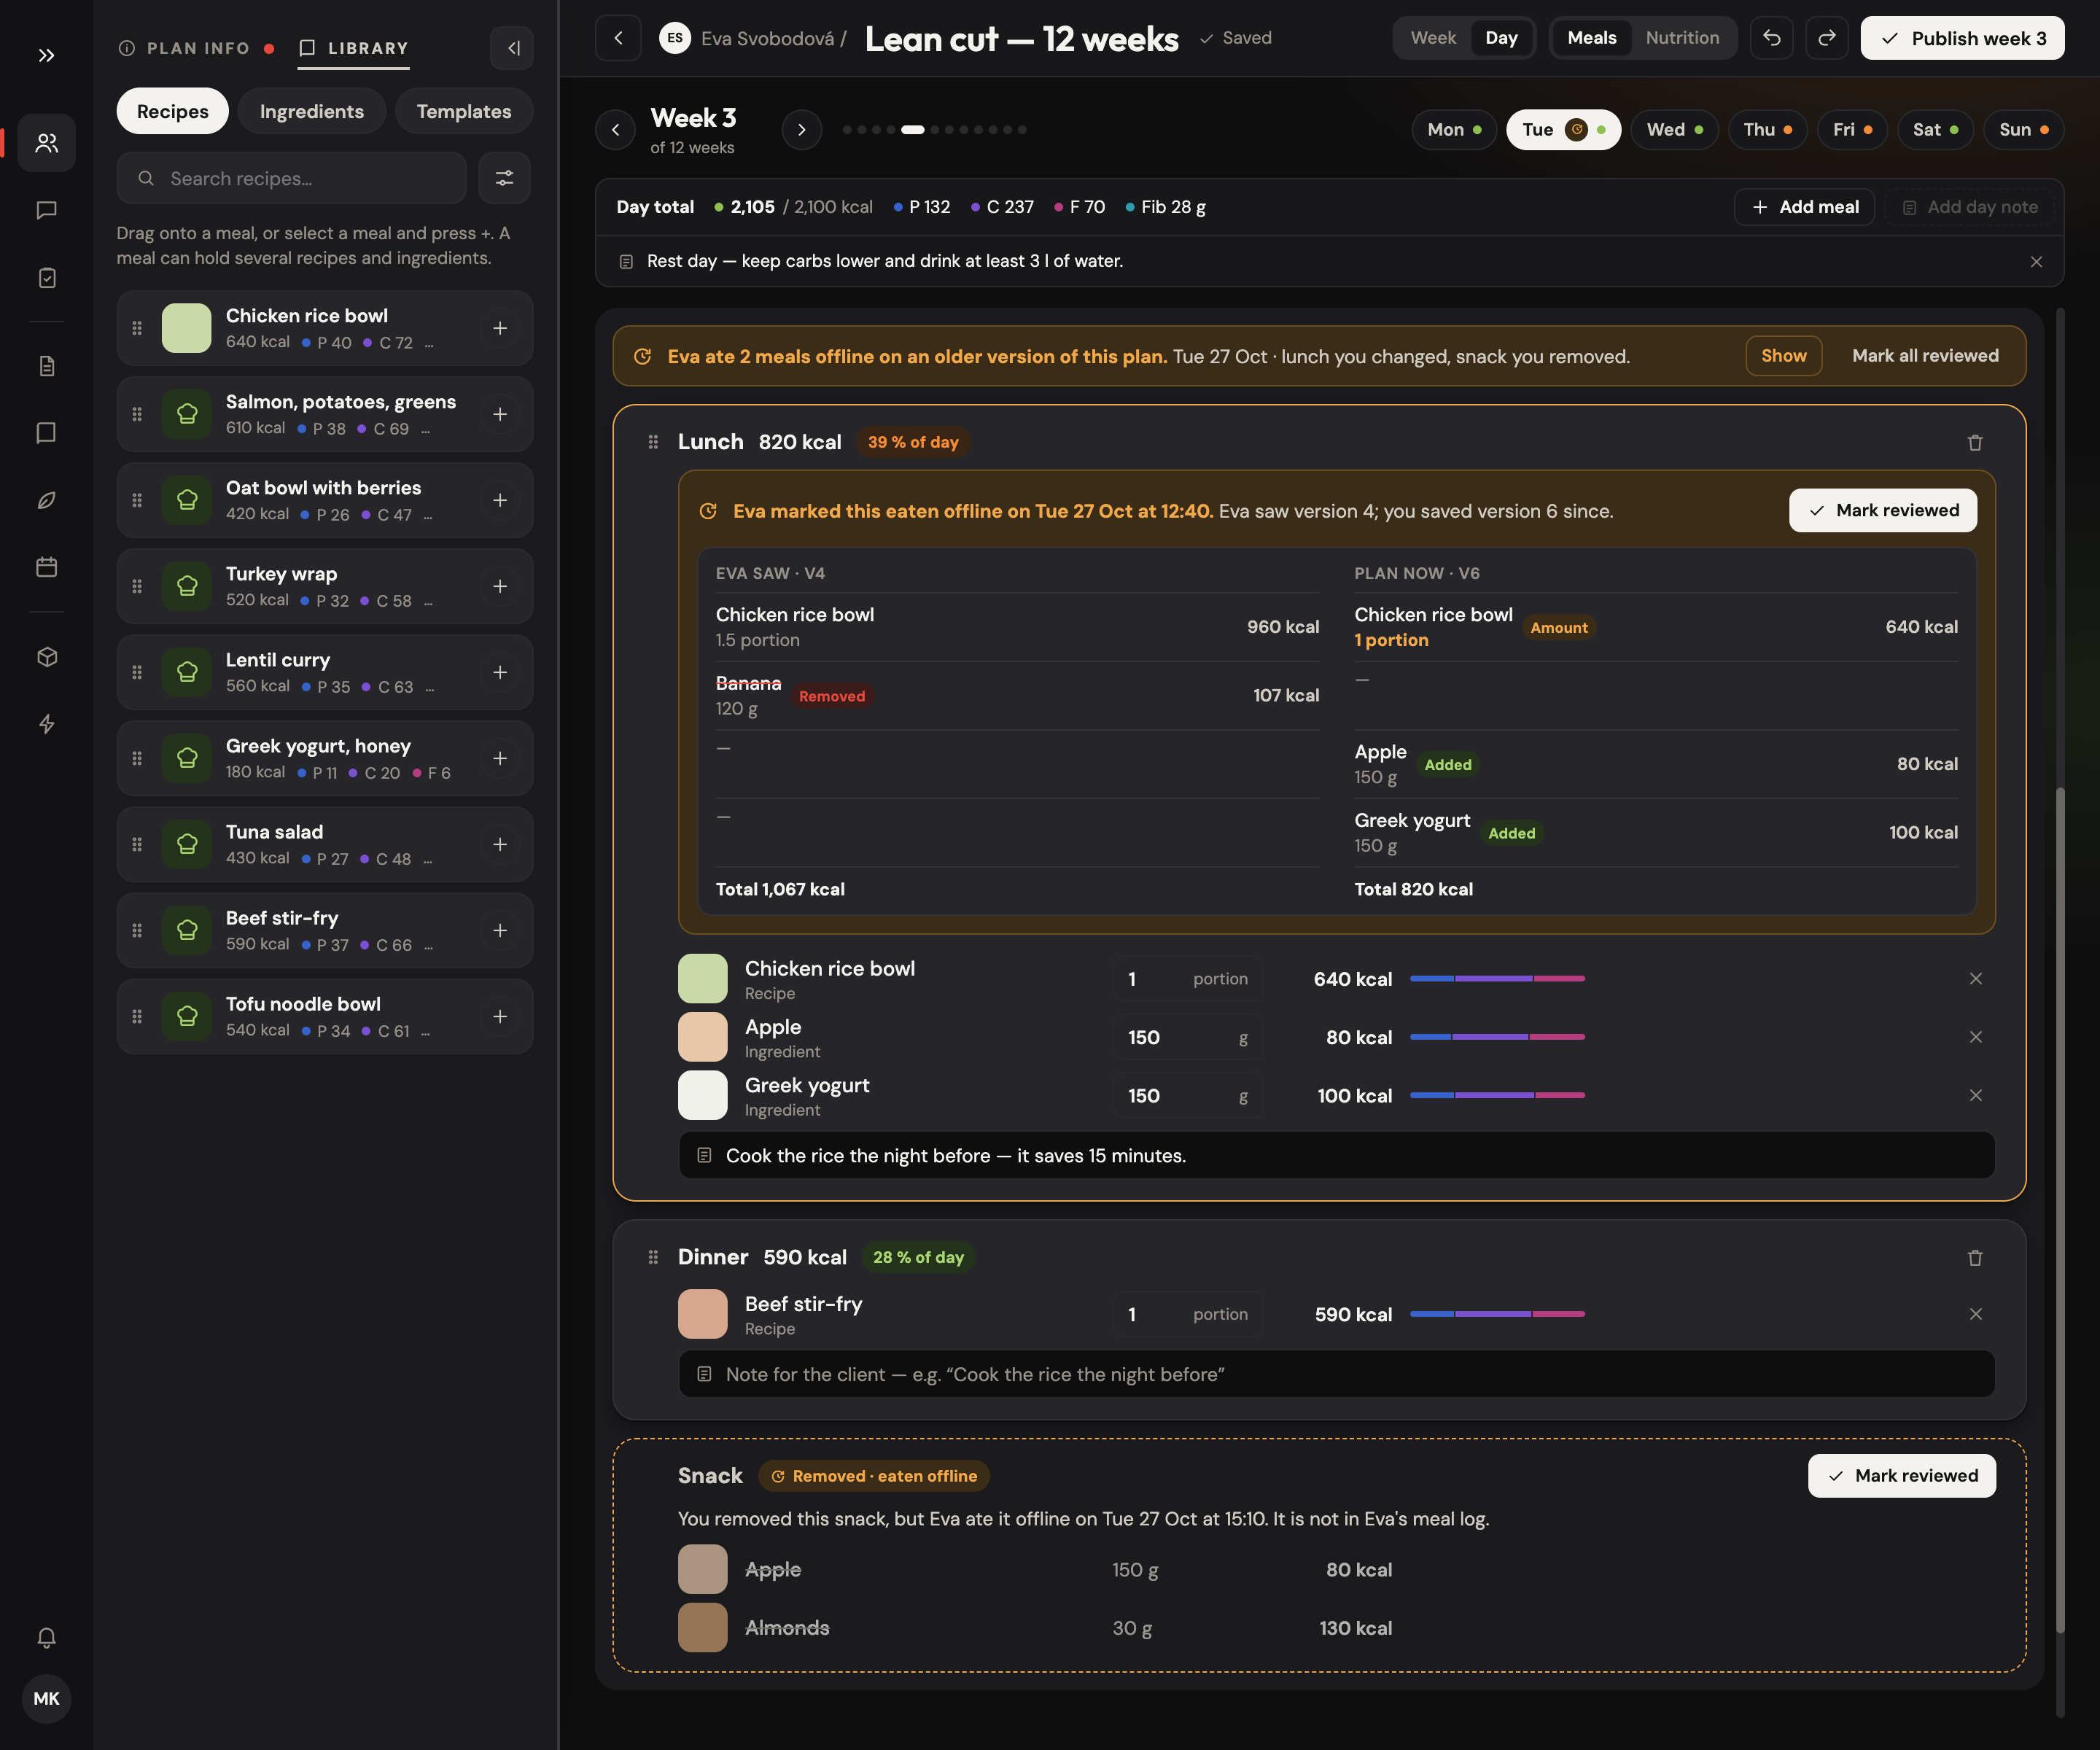 PLAN INFO
LIBRARY
Recipes
Ingredients
Templates
Search recipes...
Drag onto a meal, or select a meal and press +. A
meal can hold several recipes and ingredients.
Chicken rice bowl
640 kcal P 40 C 72 ...
Salmon, potatoes, greens
610 kcal P 38 C 69 ...
Oat bowl with berries
420 kcal P 26 C 47 ...
Turkey wrap
520 kcal P 32 C 58 ...
Lentil curry
560 kcal P 35 C 63 ...
Greek yogurt, honey
180 kcal P 11 C 20 F 6
Tuna salad
430 kcal P 27 C 48 ...
Beef stir-fry
590 kcal P 37 C 66 ...
Tofu noodle bowl
540 kcal P 34 C 61 ...
MK
ES Eva Svobodová / Lean cut — 12 weeks Saved
Week Day
Meals Nutrition
Publish week 3
Week 3
of 12 weeks
Mon Tue Wed Thu Fri Sat Sun
Day total 2,105 / 2,100 kcal P 132 C 237 F 70 Fib 28 g
Add meal Add day note
Rest day — keep carbs lower and drink at least 3 l of water.
Eva ate 2 meals offline on an older version of this plan. Tue 27 Oct · lunch you changed, snack you removed.
Show Mark all reviewed
Lunch 820 kcal 39 % of day
Eva marked this eaten offline on Tue 27 Oct at 12:40. Eva saw version 4; you saved version 6 since.
Mark reviewed
EVA SAW · V4
Chicken rice bowl
1.5 portion
960 kcal
Banana
120 g
Removed
107 kcal
—
—
Total 1,067 kcal
PLAN NOW · V6
Chicken rice bowl
1 portion
Amount
640 kcal
—
Apple
150 g
Added
80 kcal
Greek yogurt
150 g
Added
100 kcal
Total 820 kcal
Chicken rice bowl
Recipe
1 portion
640 kcal
Apple
Ingredient
150 g
80 kcal
Greek yogurt
Ingredient
150 g
100 kcal
Cook the rice the night before — it saves 15 minutes.
Dinner 590 kcal 28 % of day
Beef stir-fry
Recipe
1 portion
590 kcal
Note for the client — e.g. “Cook the rice the night before”
Snack Removed · eaten offline
Mark reviewed
You removed this snack, but Eva ate it offline on Tue 27 Oct at 15:10. It is not in Eva's meal log.
Apple 150 g 80 kcal
Almonds 30 g 130 kcal